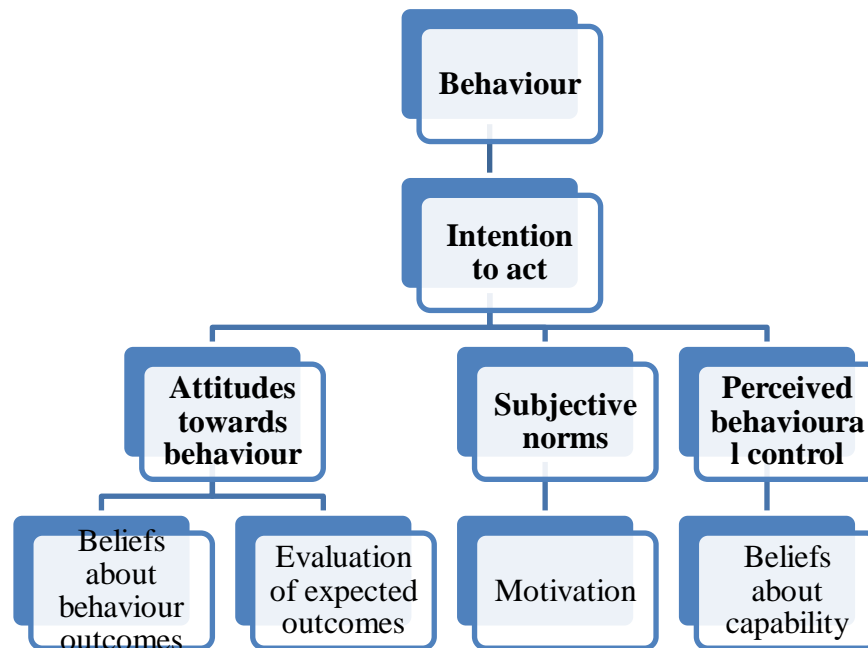 Behaviour
Intention
to act
Attitudes
towards
behaviour
Subjective
norms
Perceived
behavioura
l control
Beliefs
about
behaviour
outcomes
Evaluation
of expected
outcomes
Motivation
Beliefs
about
capability